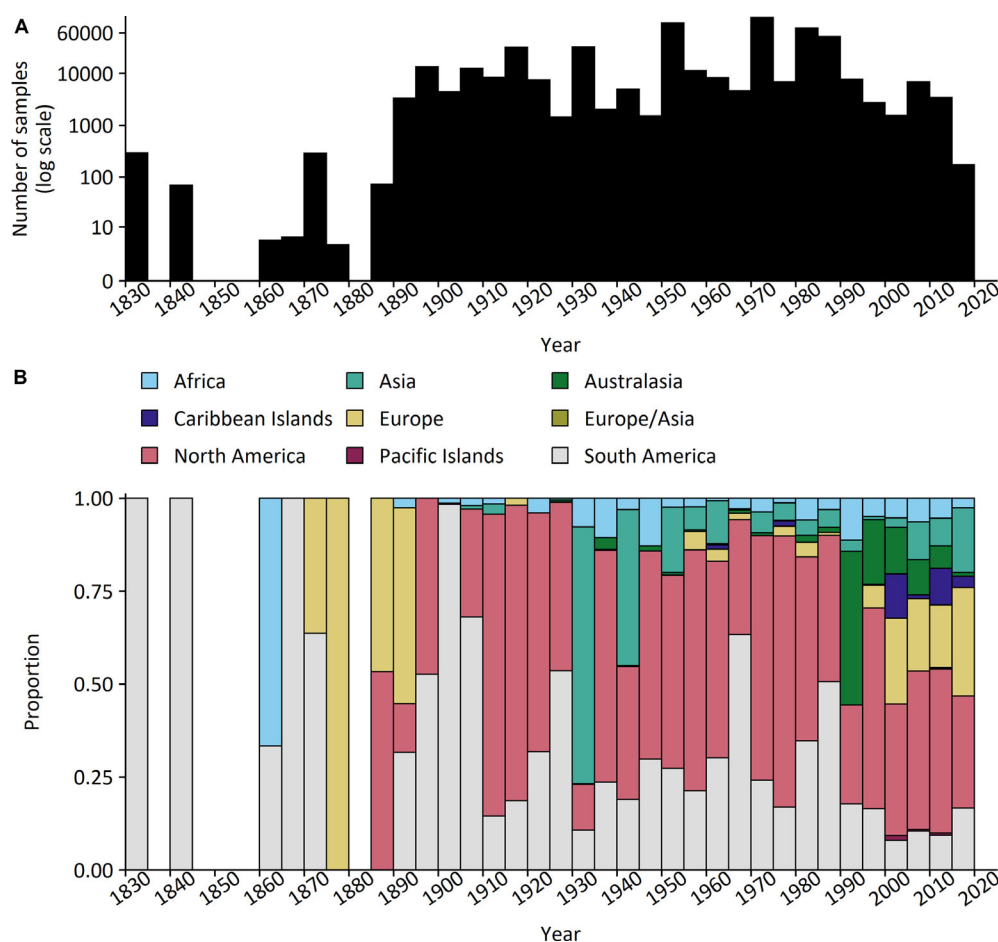 A
Number of samples
(log scale)
60000
10000
1000
100
10
0
1830 1840 1850 1860 1870 1880 1890 1900 1910 1920 1930 1940 1950 1960 1970 1980 1990 2000 2010 2020
Year
B
Africa Asia Australasia
Caribbean Islands Europe Europe/Asia
North America Pacific Islands South America
Proportion
1.00
0.75
0.50
0.25
0.00
1830 1840 1850 1860 1870 1880 1890 1900 1910 1920 1930 1940 1950 1960 1970 1980 1990 2000 2010 2020
Year